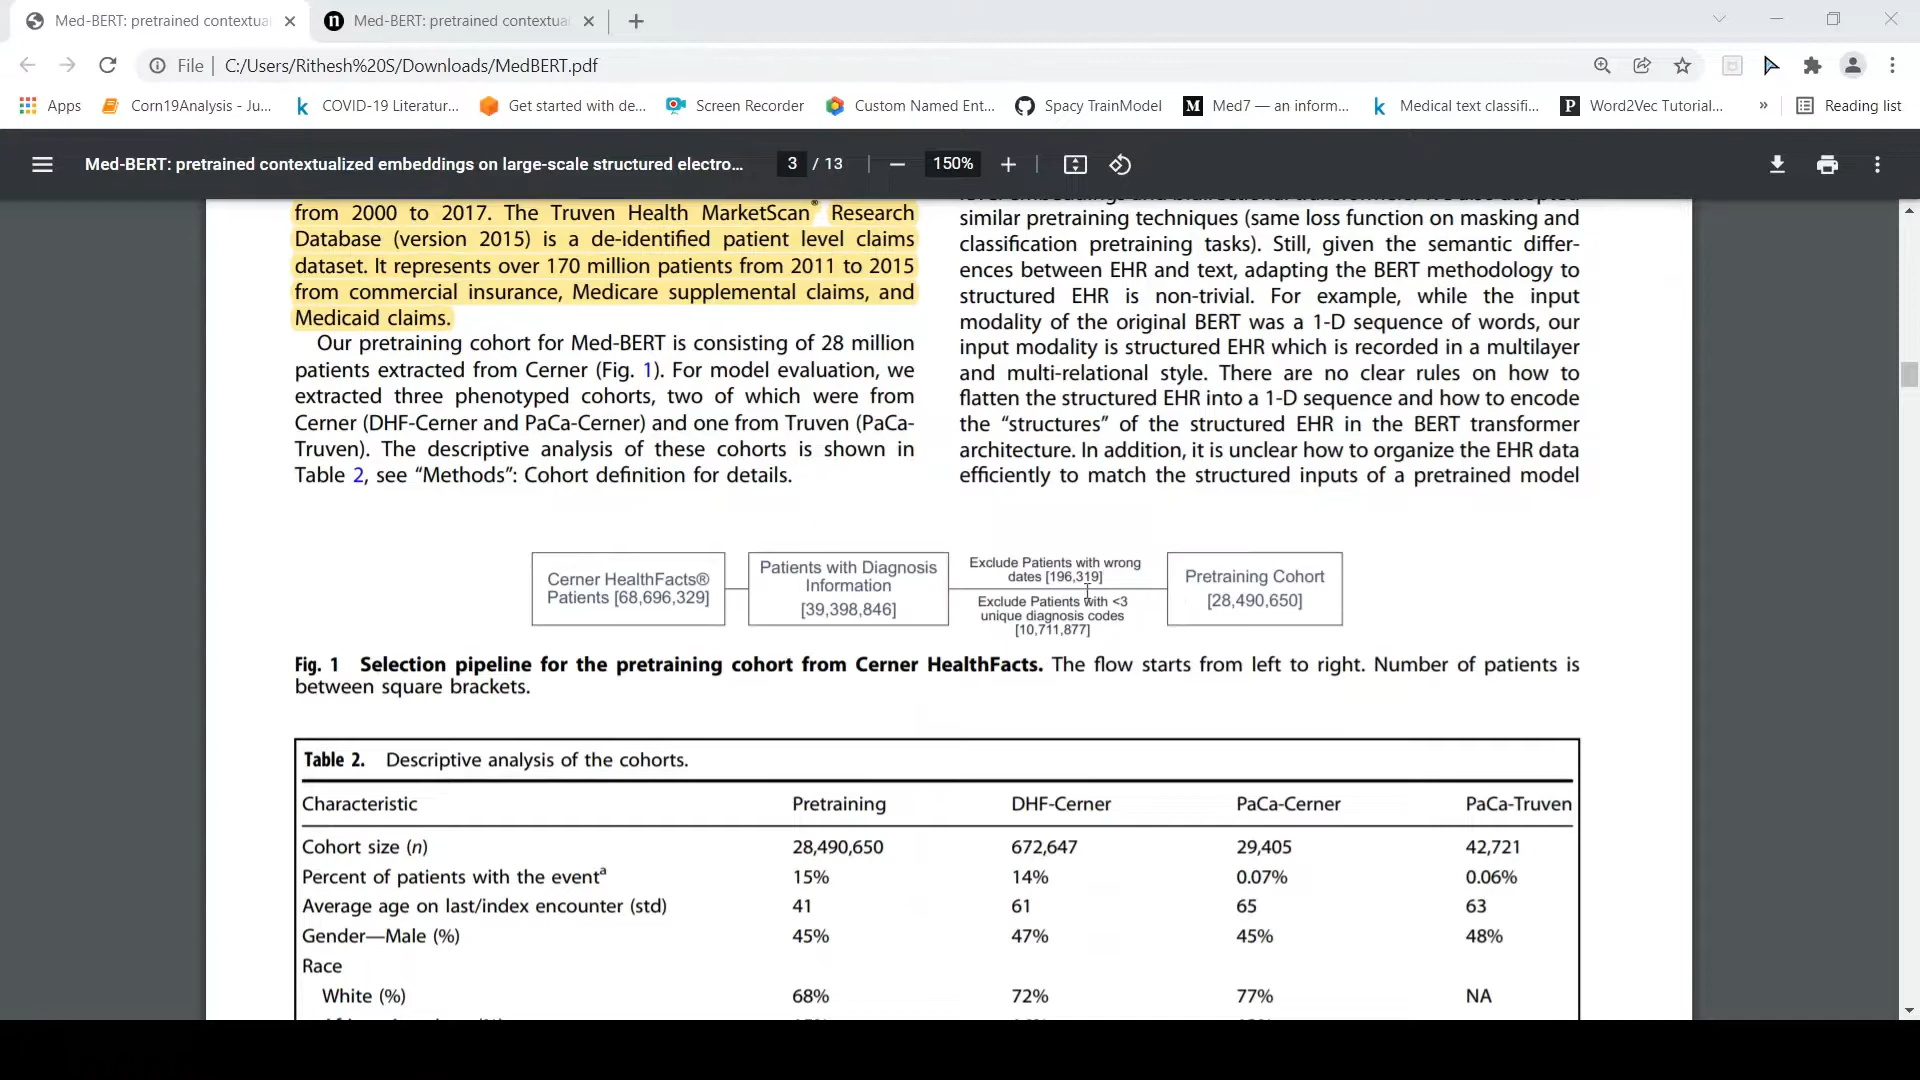 Med-BERT: pretrained contextua
Med-BERT: pretrained contextua
File | C:/Users/Rithesh%20S/Downloads/MedBERT.pdf
Apps
Corn19Analysis - Ju...
COVID-19 Literatur...
Get started with de...
Screen Recorder
Custom Named Ent...
Spacy TrainModel
Med7 — an inform...
Medical text classifi...
Word2Vec Tutorial...
»
Reading list
Med-BERT: pretrained contextualized embeddings on large-scale structured electro...
3 / 13
150%
from 2000 to 2017. The Truven Health MarketScan® Research
Database (version 2015) is a de-identified patient level claims
dataset. It represents over 170 million patients from 2011 to 2015
from commercial insurance, Medicare supplemental claims, and
Medicaid claims.
Our pretraining cohort for Med-BERT is consisting of 28 million
patients extracted from Cerner (Fig. 1). For model evaluation, we
extracted three phenotyped cohorts, two of which were from
Cerner (DHF-Cerner and PaCa-Cerner) and one from Truven (PaCa-
Truven). The descriptive analysis of these cohorts is shown in
Table 2, see “Methods”: Cohort definition for details.
similar pretraining techniques (same loss function on masking and
classification pretraining tasks). Still, given the semantic differ-
ences between EHR and text, adapting the BERT methodology to
structured EHR is non-trivial. For example, while the input
modality of the original BERT was a 1-D sequence of words, our
input modality is structured EHR which is recorded in a multilayer
and multi-relational style. There are no clear rules on how to
flatten the structured EHR into a 1-D sequence and how to encode
the “structures” of the structured EHR in the BERT transformer
architecture. In addition, it is unclear how to organize the EHR data
efficiently to match the structured inputs of a pretrained model
Cerner HealthFacts®
Patients [68,696,329]
Patients with Diagnosis
Information
[39,398,846]
Exclude Patients with wrong
dates [196,319]
Exclude Patients with <3
unique diagnosis codes
[10,711,877]
Pretraining Cohort
[28,490,650]
Fig. 1 Selection pipeline for the pretraining cohort from Cerner HealthFacts. The flow starts from left to right. Number of patients is
between square brackets.
Table 2. Descriptive analysis of the cohorts.
Characteristic Pretraining DHF-Cerner PaCa-Cerner PaCa-Truven
Cohort size (n) 28,490,650 672,647 29,405 42,721
Percent of patients with the eventa 15% 14% 0.07% 0.06%
Average age on last/index encounter (std) 41 61 65 63
Gender—Male (%) 45% 47% 45% 48%
Race
White (%) 68% 72% 77% NA